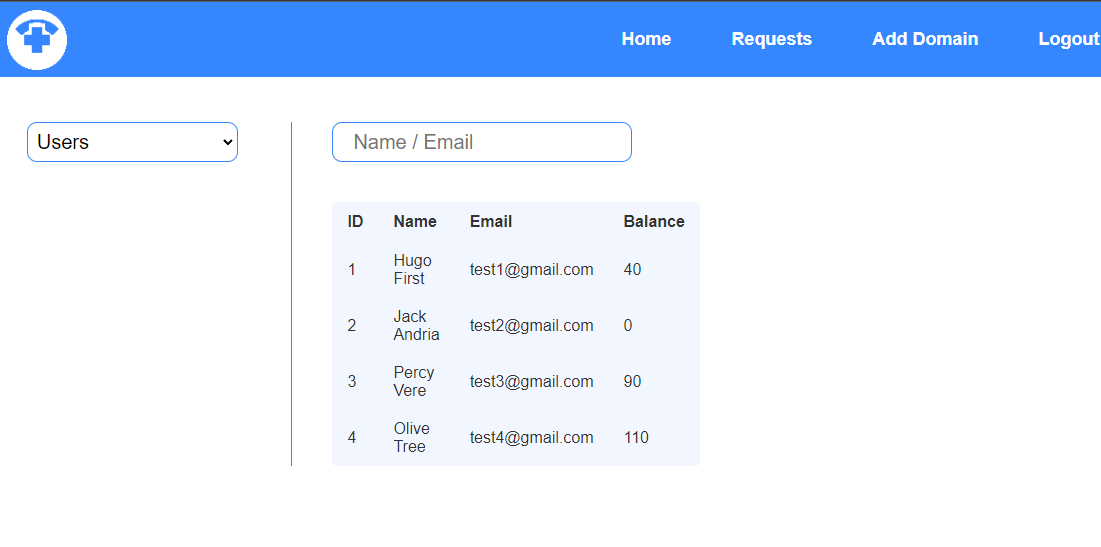 Home Requests Add Domain Logout
Users
Name / Email
ID Name Email Balance
1 Hugo First test1@gmail.com 40
2 Jack Andria test2@gmail.com 0
3 Percy Vere test3@gmail.com 90
4 Olive Tree test4@gmail.com 110